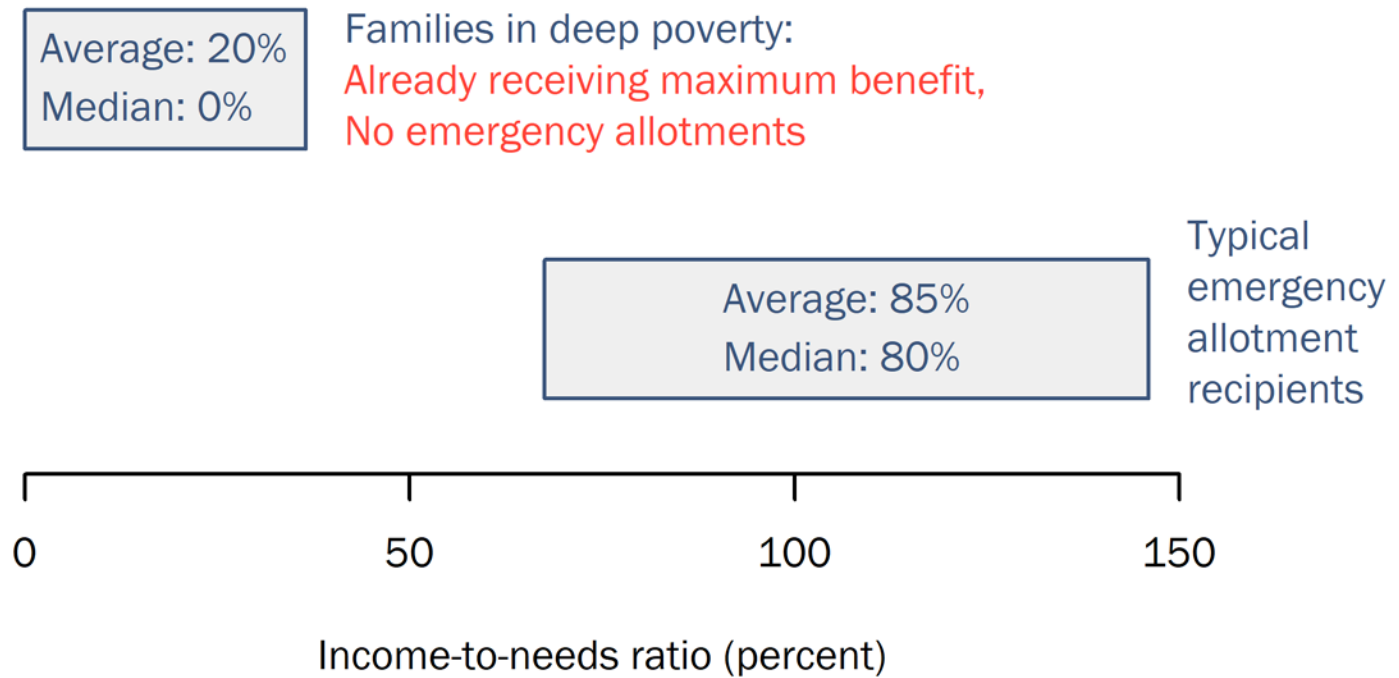 Average: 20%
Median: 0%
Families in deep poverty:
Already receiving maximum benefit,
No emergency allotments
Average: 85%
Median: 80%
Typical
emergency
allotment
recipients
0 50 100 150
Income-to-needs ratio (percent)